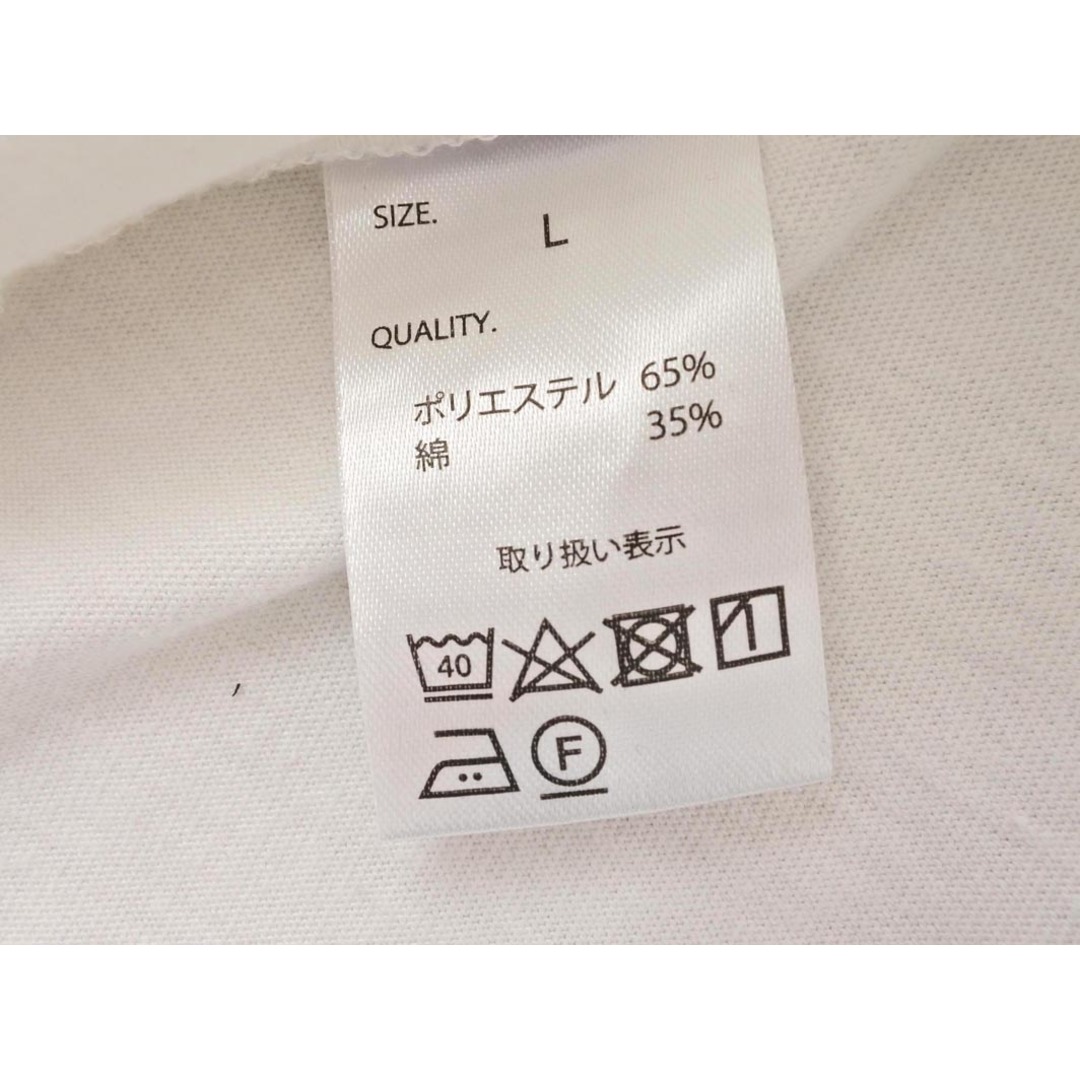 SIZE.
L
QUALITY.
ポリエステル 65%
綿 35%
取り扱い表示
40
F